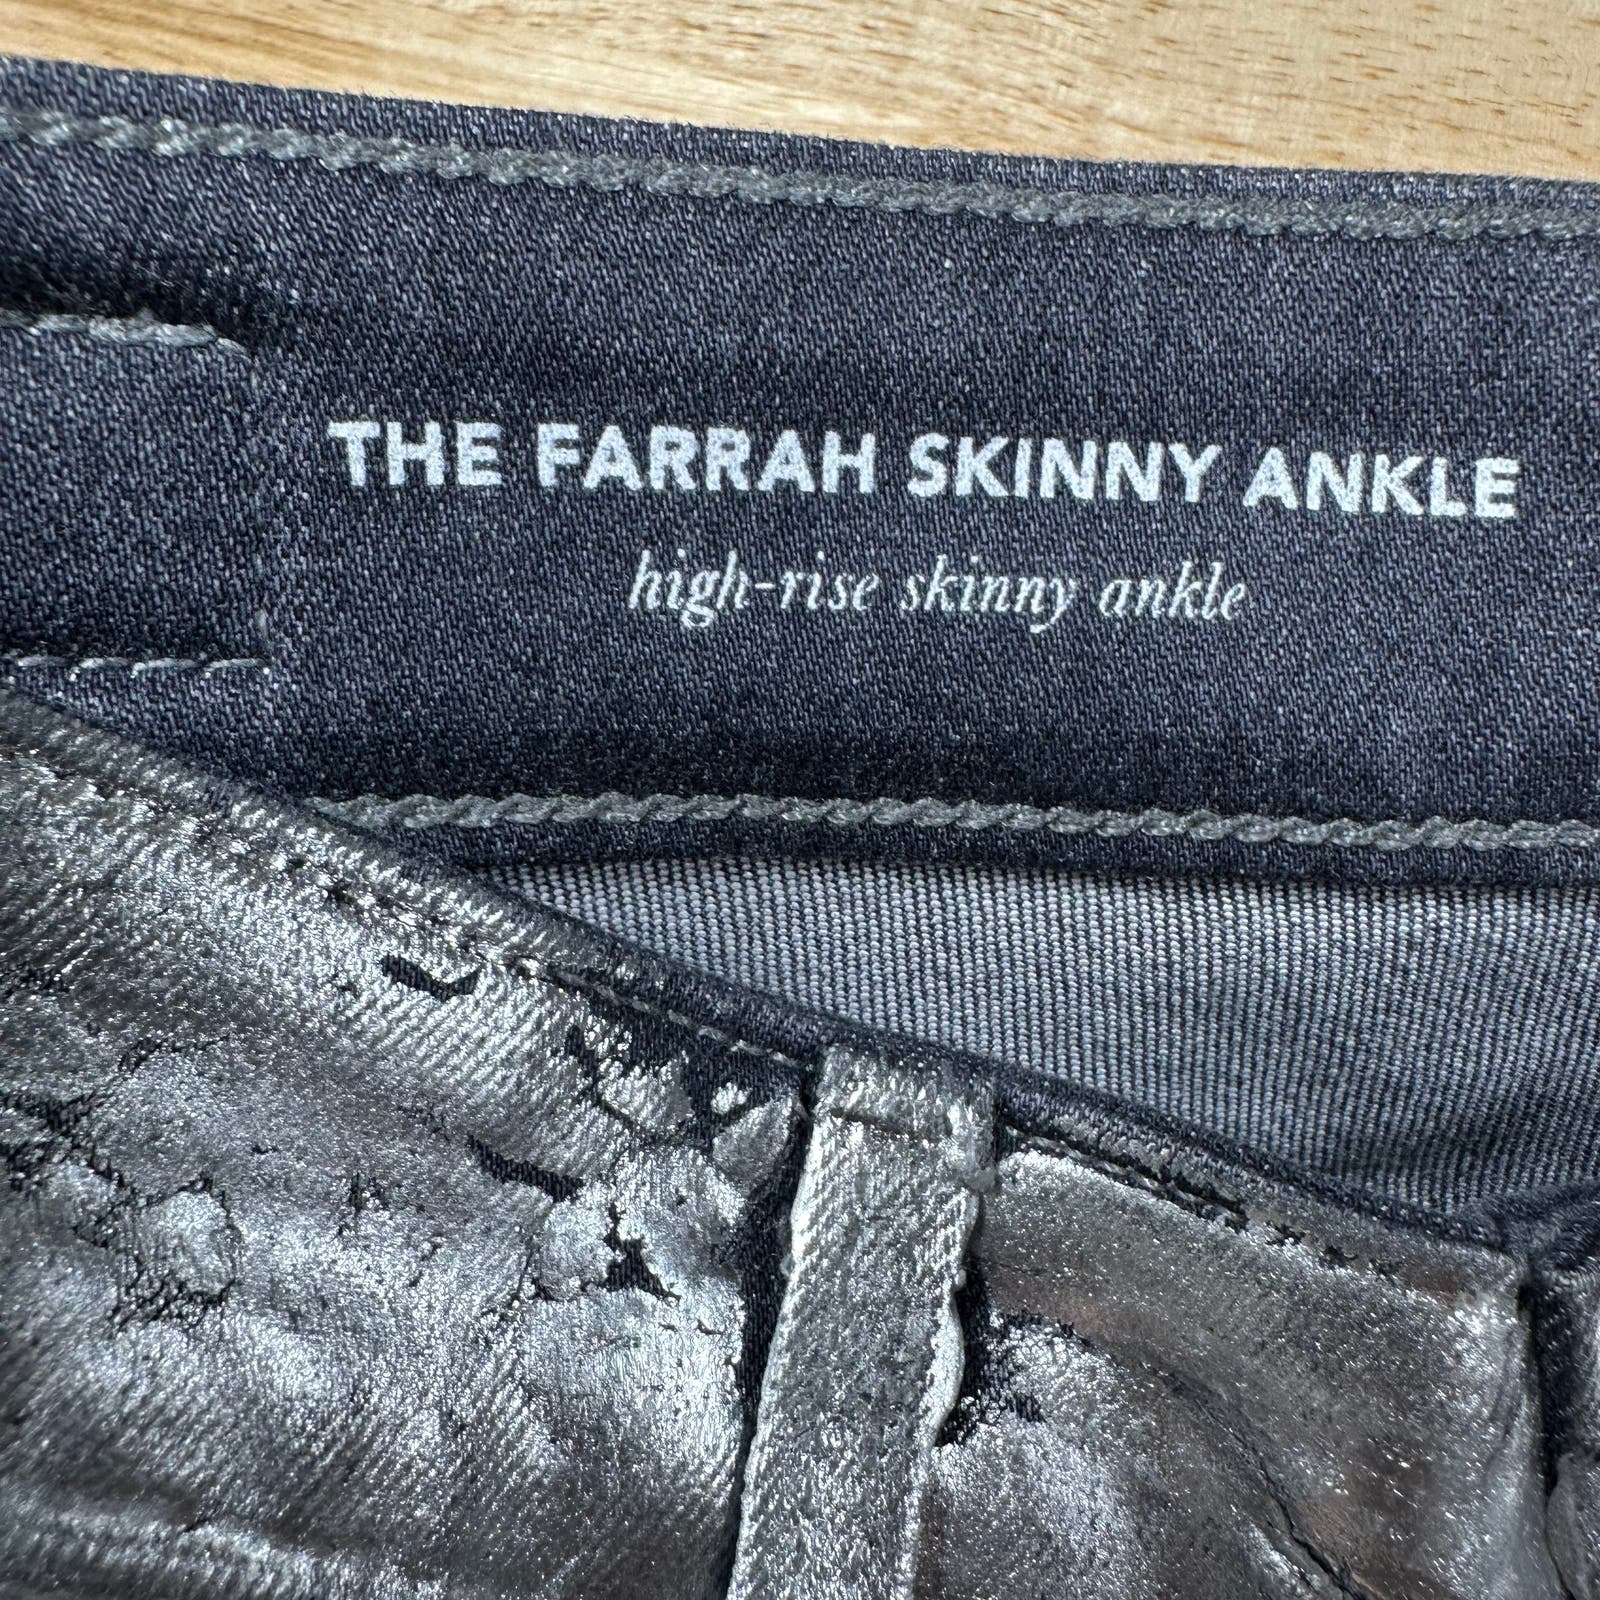 THE FARRAH SKINNY ANKLE
high-rise skinny ankle